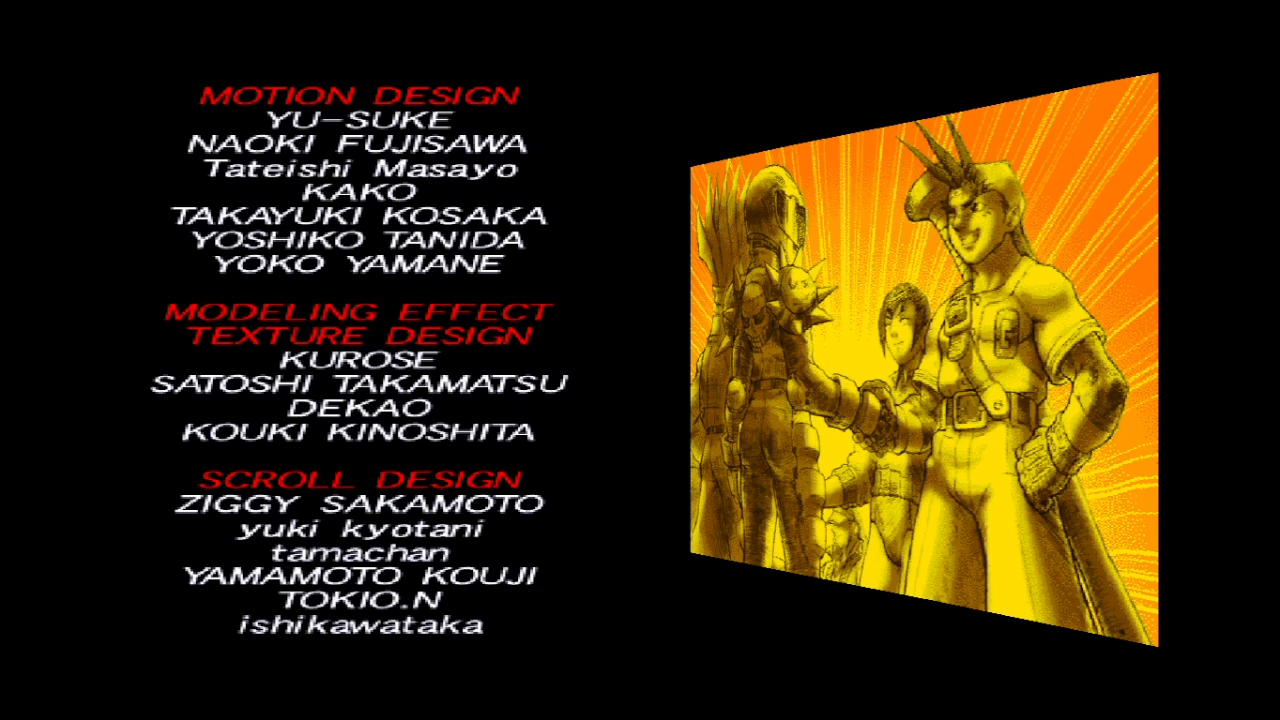 MOTION DESIGN
YU-SUKE
NAOKI FUJISAWA
Tateishi Masayo
KAKO
TAKAYUKI KOSAKA
YOSHIKO TANIDA
YOKO YAMANE
MODELING EFFECT
TEXTURE DESIGN
KUROSE
SATOSHI TAKAMATSU
DEKAO
KOUKI KINOSHITA
SCROLL DESIGN
ZIGGY SAKAMOTO
yuki kyotani
tamachan
YAMAMOTO KOUJI
TOKIO.N
ishikawataka
G